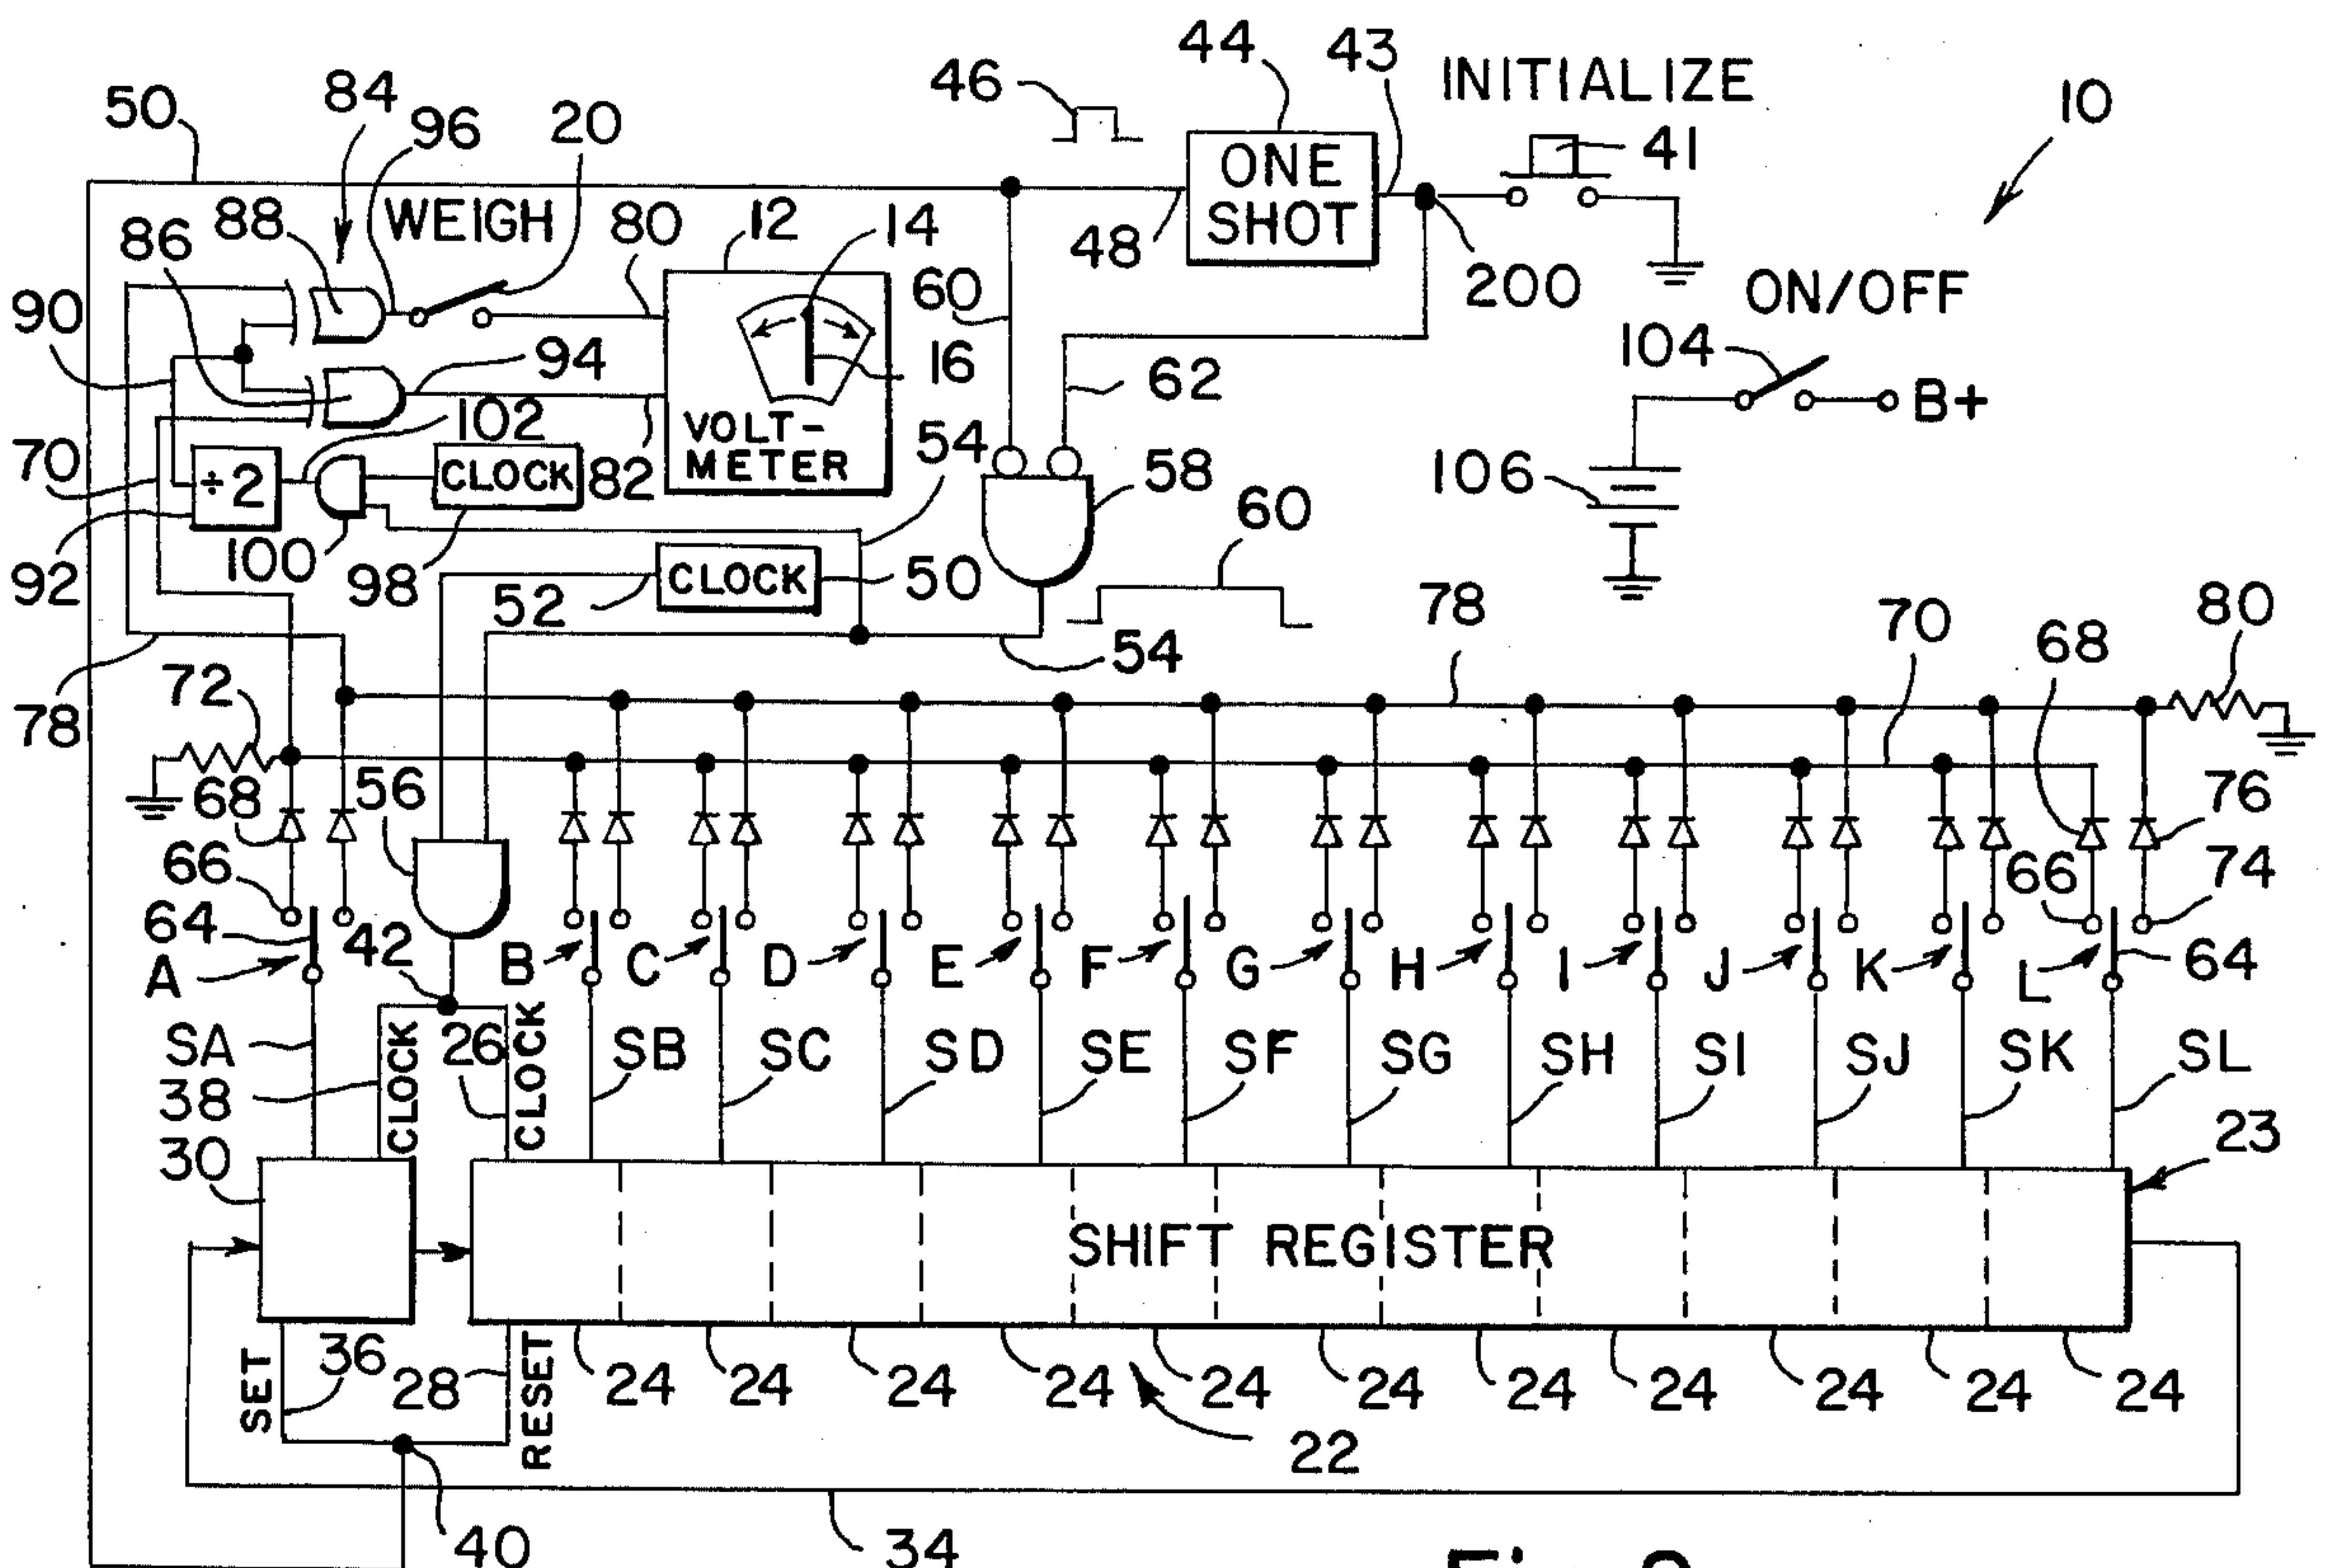 44 43 INITIALIZE
46 10
50 84 96 20 ONE SHOT 41
88 WEIGH 80 12 14 48 200
86 60 ON/OFF
90 94 16 62 104
102 VOLT- 54 B+
70 ÷2 CLOCK 82 METER 58 106
100 98 60
92 52 CLOCK 50 78 70 68 80
54
72
78
68 56 76
66 66 74
64 42
A B C D E F G H I J K L 64
SA CLOCK 26 CLOCK SB SC SD SE SF SG SH SI SJ SK SL
38
30 23
SHIFT REGISTER
SET 36 28 RESET 24 24 24 24 24 24 24 24 24 24 24
22
40 34